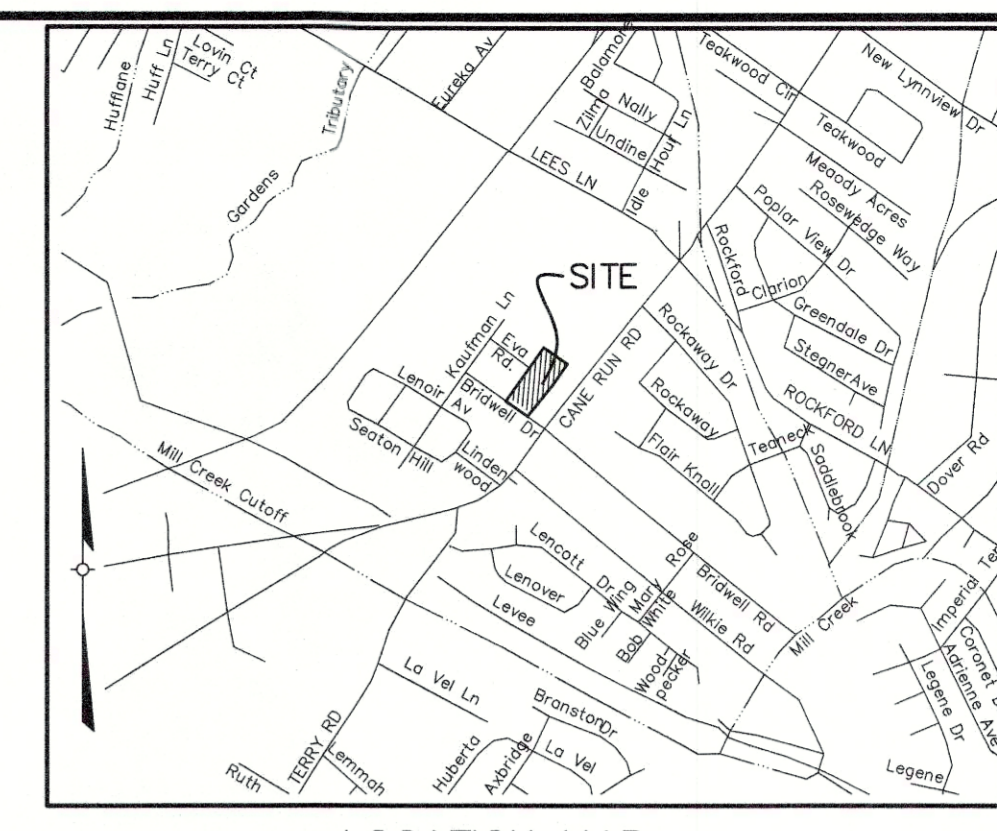 Hufflane
Huff Ln
Lovin Ct
Terry Ct
Tributary
Gardens
Eureka Av
Zilma
Nally
Undine
LEES LN
Idle Hour Ln
Teakwood Cir
New Lynnview Dr
Teakwood
Meaody Acres
Rosewedge Way
Poplar View Dr
Rockford
Clarion
Greendale Dr
Stegner Ave
ROCKFORD LN
SITE
Kaufman Ln
Eva
Rd.
Lenoir Av
Bridwell Dr
CANE RUN RD
Rockaway Dr
Rockaway
Flair Knoll
Teaneck
Saddlebrook
Dover Rd
Seaton Hill
Linden
wood
Mill Creek Cutoff
Lencott Dr
Lenover
Levee
Blue Wing
Mary Rose
Bob White
Wood-
pecker
Bridwell Rd
Wilkie Rd
Mill Creek
Adrienne Ave
Legene Dr
Legene
La Vel Ln
Branston Dr
La Vel
Huberta
Axbridge
TERRY RD
Lemmah
Ruth